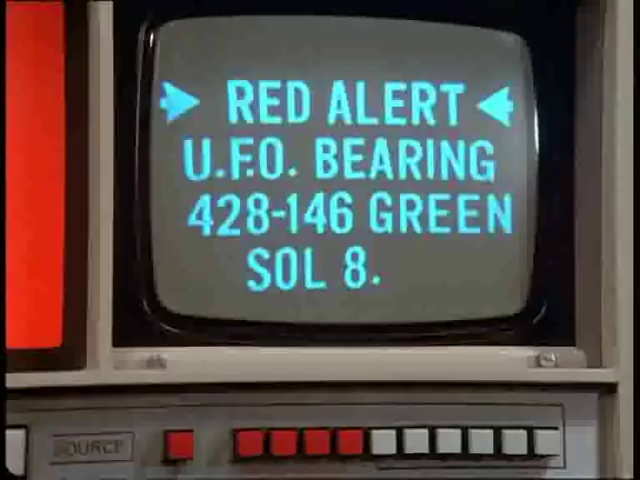 RED ALERT
U.F.O. BEARING
428-146 GREEN
SOL 8.
SOURCE